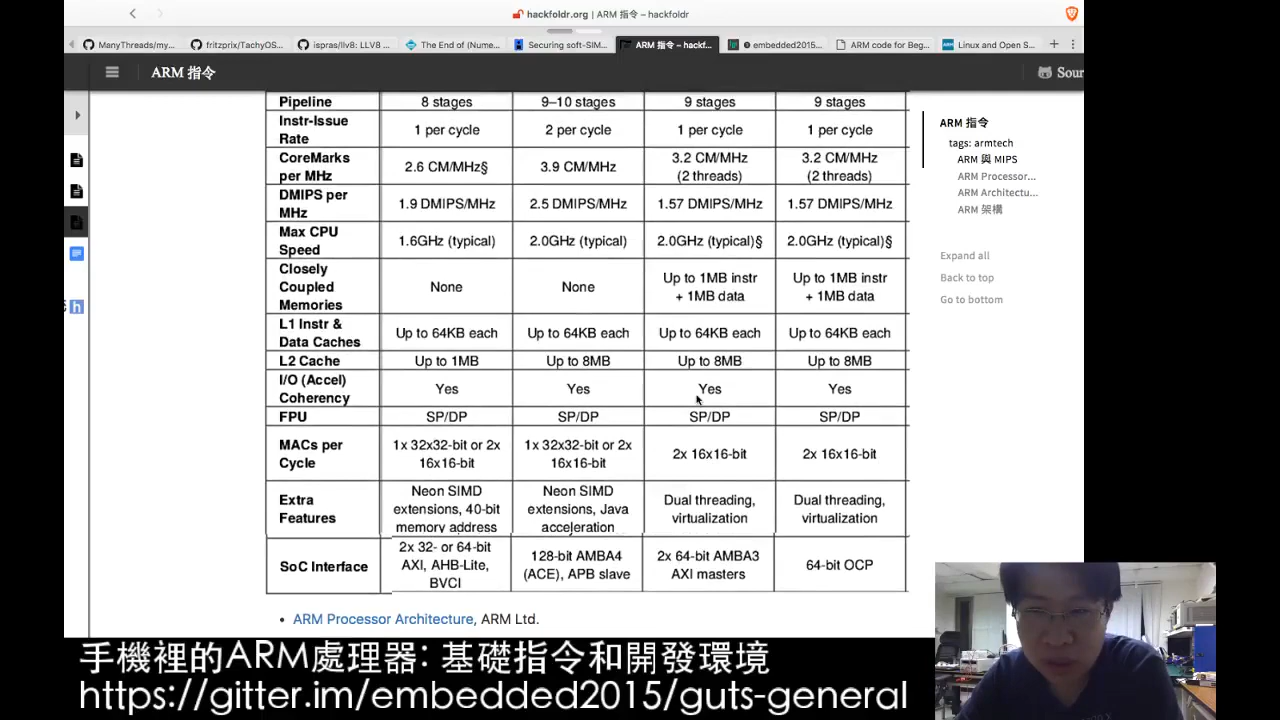 hackfoldr.org | ARM 指令 – hackfoldr
ManyThreads/my...
fritzprix/TachyOS...
ispras/llv8: LLV8 ...
The End of (Nume...
Securing soft-SIM...
ARM 指令 – hackf...
embedded2015...
ARM code for Beg...
Linux and Open S...
ARM 指令
Sour
Pipeline 8 stages 9–10 stages 9 stages 9 stages
Instr-Issue Rate 1 per cycle 2 per cycle 1 per cycle 1 per cycle
CoreMarks per MHz 2.6 CM/MHz§ 3.9 CM/MHz 3.2 CM/MHz (2 threads) 3.2 CM/MHz (2 threads)
DMIPS per MHz 1.9 DMIPS/MHz 2.5 DMIPS/MHz 1.57 DMIPS/MHz 1.57 DMIPS/MHz
Max CPU Speed 1.6GHz (typical) 2.0GHz (typical) 2.0GHz (typical)§ 2.0GHz (typical)§
Closely Coupled Memories None None Up to 1MB instr + 1MB data Up to 1MB instr + 1MB data
L1 Instr & Data Caches Up to 64KB each Up to 64KB each Up to 64KB each Up to 64KB each
L2 Cache Up to 1MB Up to 8MB Up to 8MB Up to 8MB
I/O (Accel) Coherency Yes Yes Yes Yes
FPU SP/DP SP/DP SP/DP SP/DP
MACs per Cycle 1x 32x32-bit or 2x 16x16-bit 1x 32x32-bit or 2x 16x16-bit 2x 16x16-bit 2x 16x16-bit
Extra Features Neon SIMD extensions, 40-bit memory address Neon SIMD extensions, Java acceleration Dual threading, virtualization Dual threading, virtualization
SoC Interface 2x 32- or 64-bit AXI, AHB-Lite, BVCI 128-bit AMBA4 (ACE), APB slave 2x 64-bit AMBA3 AXI masters 64-bit OCP
• ARM Processor Architecture, ARM Ltd.
ARM 指令
tags: armtech
ARM 與 MIPS
ARM Processor...
ARM Architectu...
ARM 架構
Expand all
Back to top
Go to bottom
手機裡的ARM處理器: 基礎指令和開發環境
https://gitter.im/embedded2015/guts-general